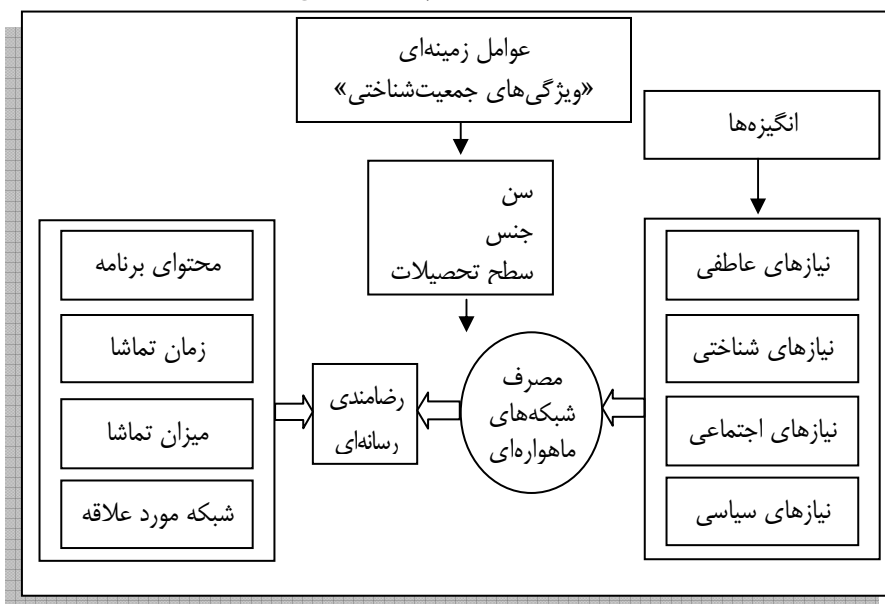 عوامل زمینه‌ای
«ویژگی‌های جمعیت‌شناختی»
انگیزه‌ها
سن
جنس
سطح تحصیلات
نیازهای عاطفی
نیازهای شناختی
نیازهای اجتماعی
نیازهای سیاسی
مصرف
شبکه‌های
ماهواره‌ای
رضامندی
رسانه‌ای
محتوای برنامه
زمان تماشا
میزان تماشا
شبکه مورد علاقه